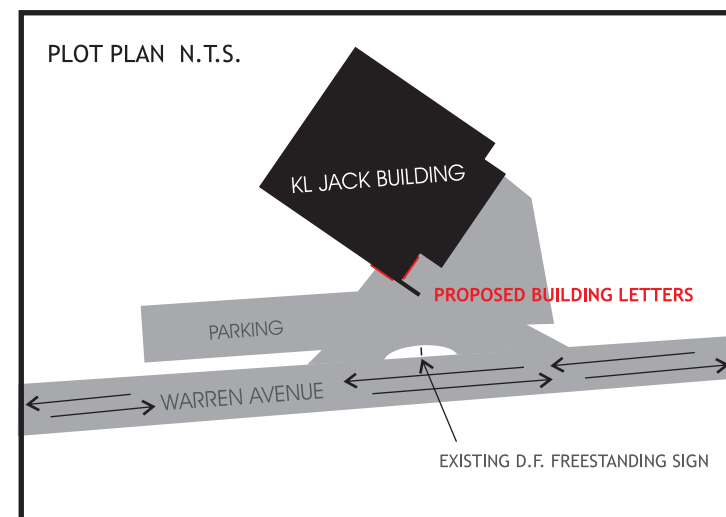 PLOT PLAN N.T.S.
KL JACK BUILDING
PROPOSED BUILDING LETTERS
PARKING
WARREN AVENUE
EXISTING D.F. FREESTANDING SIGN